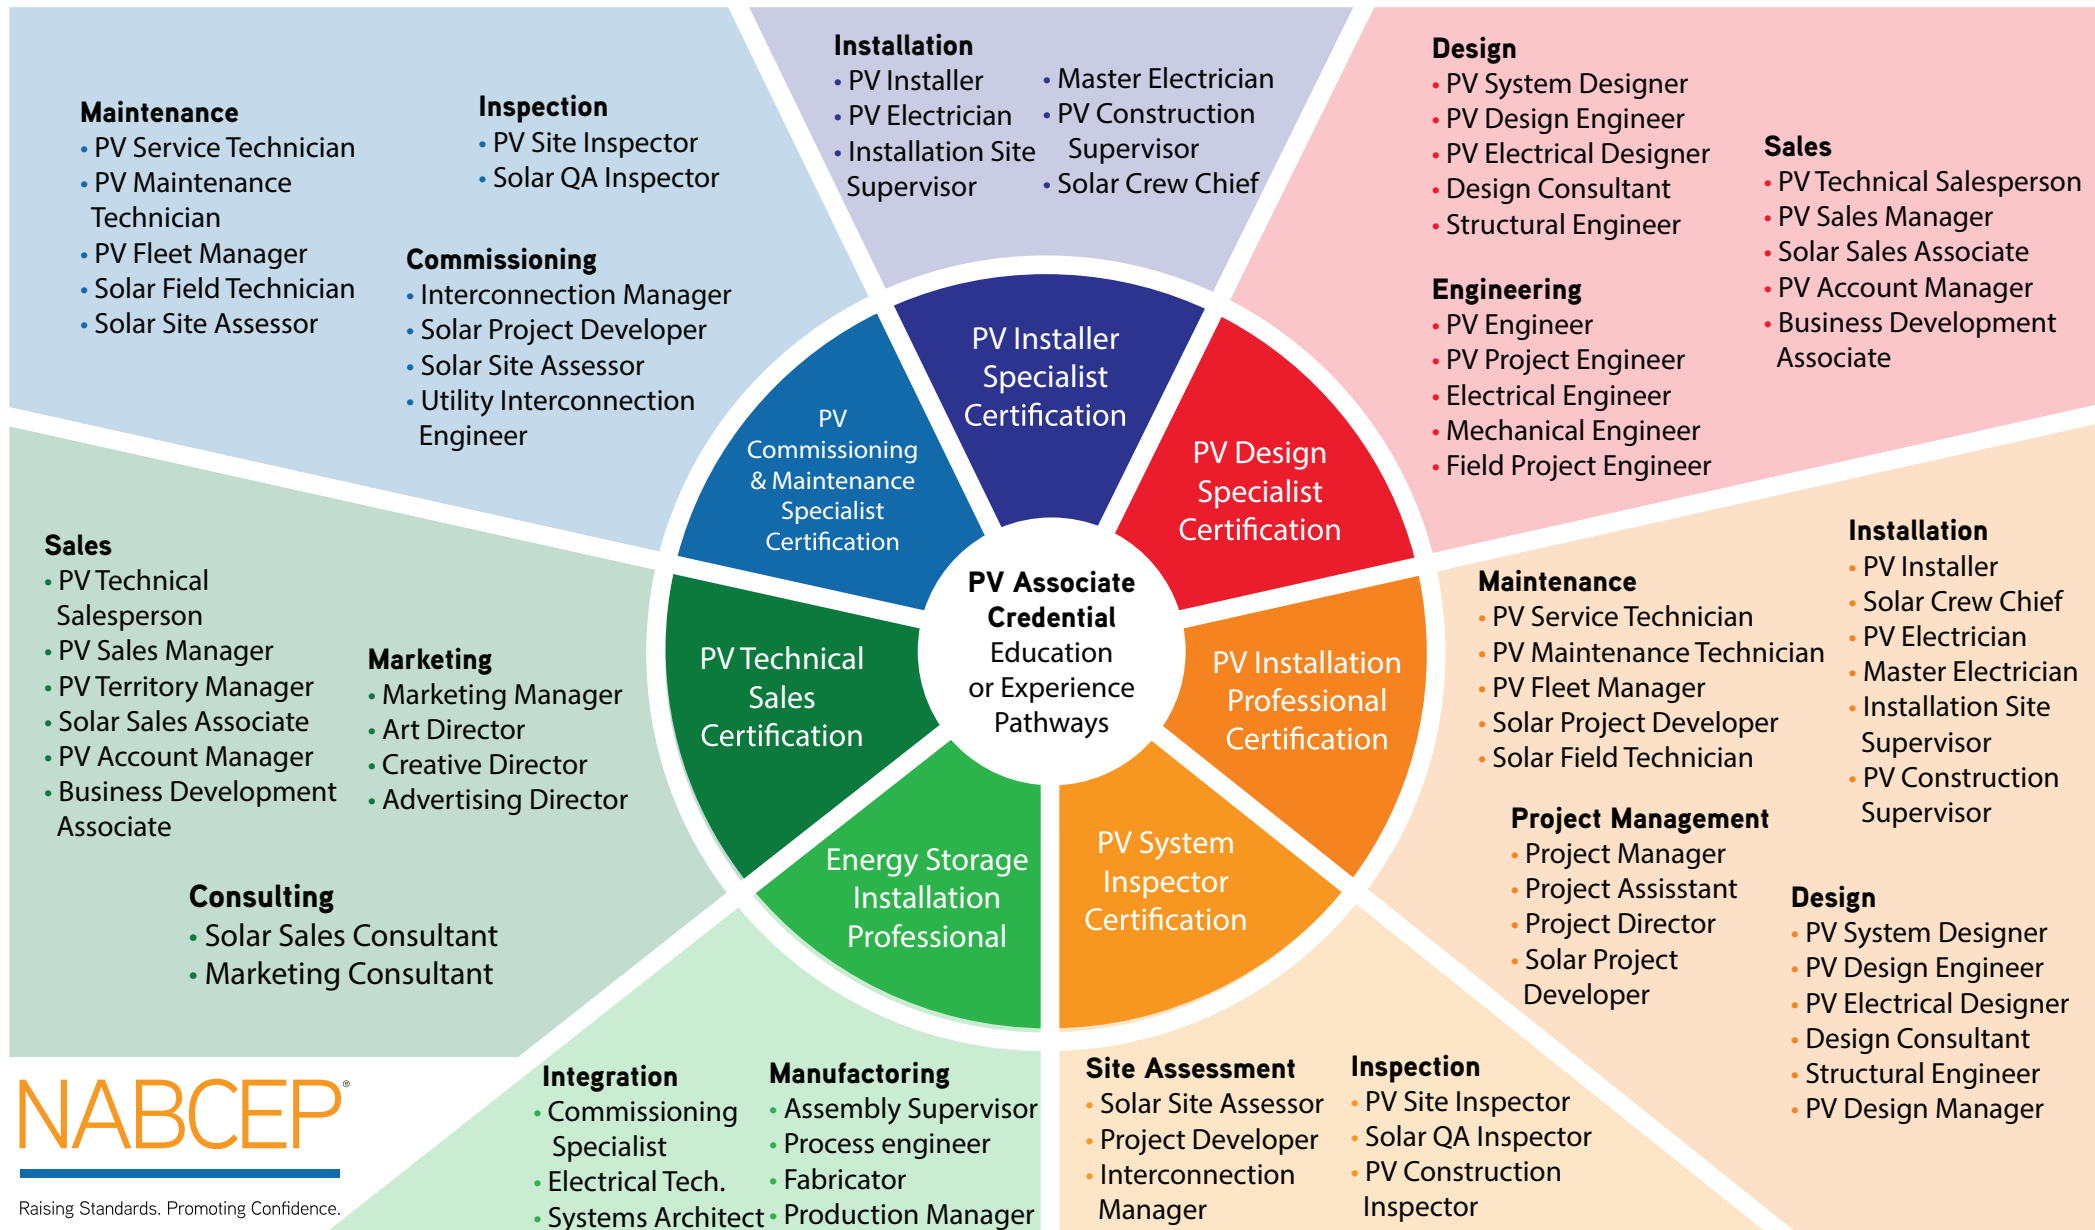 Maintenance
• PV Service Technician
• PV Maintenance
Technician
• PV Fleet Manager
• Solar Field Technician
• Solar Site Assessor
Inspection
• PV Site Inspector
• Solar QA Inspector
Commissioning
• Interconnection Manager
• Solar Project Developer
• Solar Site Assessor
• Utility Interconnection
Engineer
Installation
• PV Installer
• PV Electrician
• Installation Site
Supervisor
• Master Electrician
• PV Construction
Supervisor
• Solar Crew Chief
Design
• PV System Designer
• PV Design Engineer
• PV Electrical Designer
• Design Consultant
• Structural Engineer
Engineering
• PV Engineer
• PV Project Engineer
• Electrical Engineer
• Mechanical Engineer
• Field Project Engineer
Sales
• PV Technical Salesperson
• PV Sales Manager
• Solar Sales Associate
• PV Account Manager
• Business Development
Associate
PV
Commissioning
& Maintenance
Specialist
Certification
PV Installer
Specialist
Certification
PV Design
Specialist
Certification
PV Technical
Sales
Certification
PV Associate
Credential
Education
or Experience
Pathways
PV Installation
Professional
Certification
Energy Storage
Installation
Professional
PV System
Inspector
Certification
Sales
• PV Technical
Salesperson
• PV Sales Manager
• PV Territory Manager
• Solar Sales Associate
• PV Account Manager
• Business Development
Associate
Marketing
• Marketing Manager
• Art Director
• Creative Director
• Advertising Director
Consulting
• Solar Sales Consultant
• Marketing Consultant
Maintenance
• PV Service Technician
• PV Maintenance Technician
• PV Fleet Manager
• Solar Project Developer
• Solar Field Technician
Installation
• PV Installer
• Solar Crew Chief
• PV Electrician
• Master Electrician
• Installation Site
Supervisor
• PV Construction
Supervisor
Project Management
• Project Manager
• Project Assisstant
• Project Director
• Solar Project
Developer
Design
• PV System Designer
• PV Design Engineer
• PV Electrical Designer
• Design Consultant
• Structural Engineer
• PV Design Manager
Integration
• Commissioning
Specialist
• Electrical Tech.
• Systems Architect
Manufactoring
• Assembly Supervisor
• Process engineer
• Fabricator
• Production Manager
Site Assessment
• Solar Site Assessor
• Project Developer
• Interconnection
Manager
Inspection
• PV Site Inspector
• Solar QA Inspector
• PV Construction
Inspector
NABCEP®
Raising Standards. Promoting Confidence.